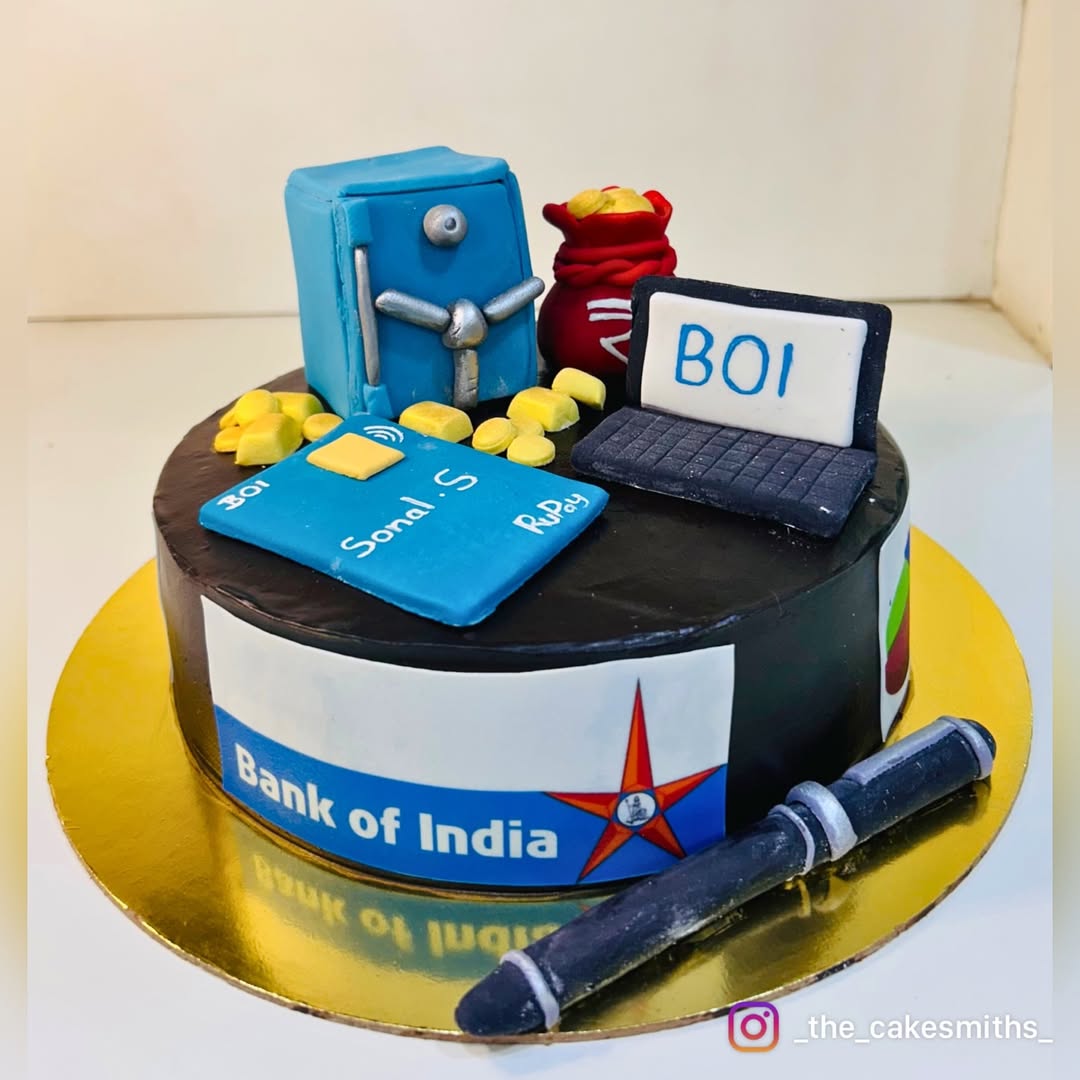 BOI
BOI
Sonal . S
RuPay
Bank of India
_the_cakesmiths_